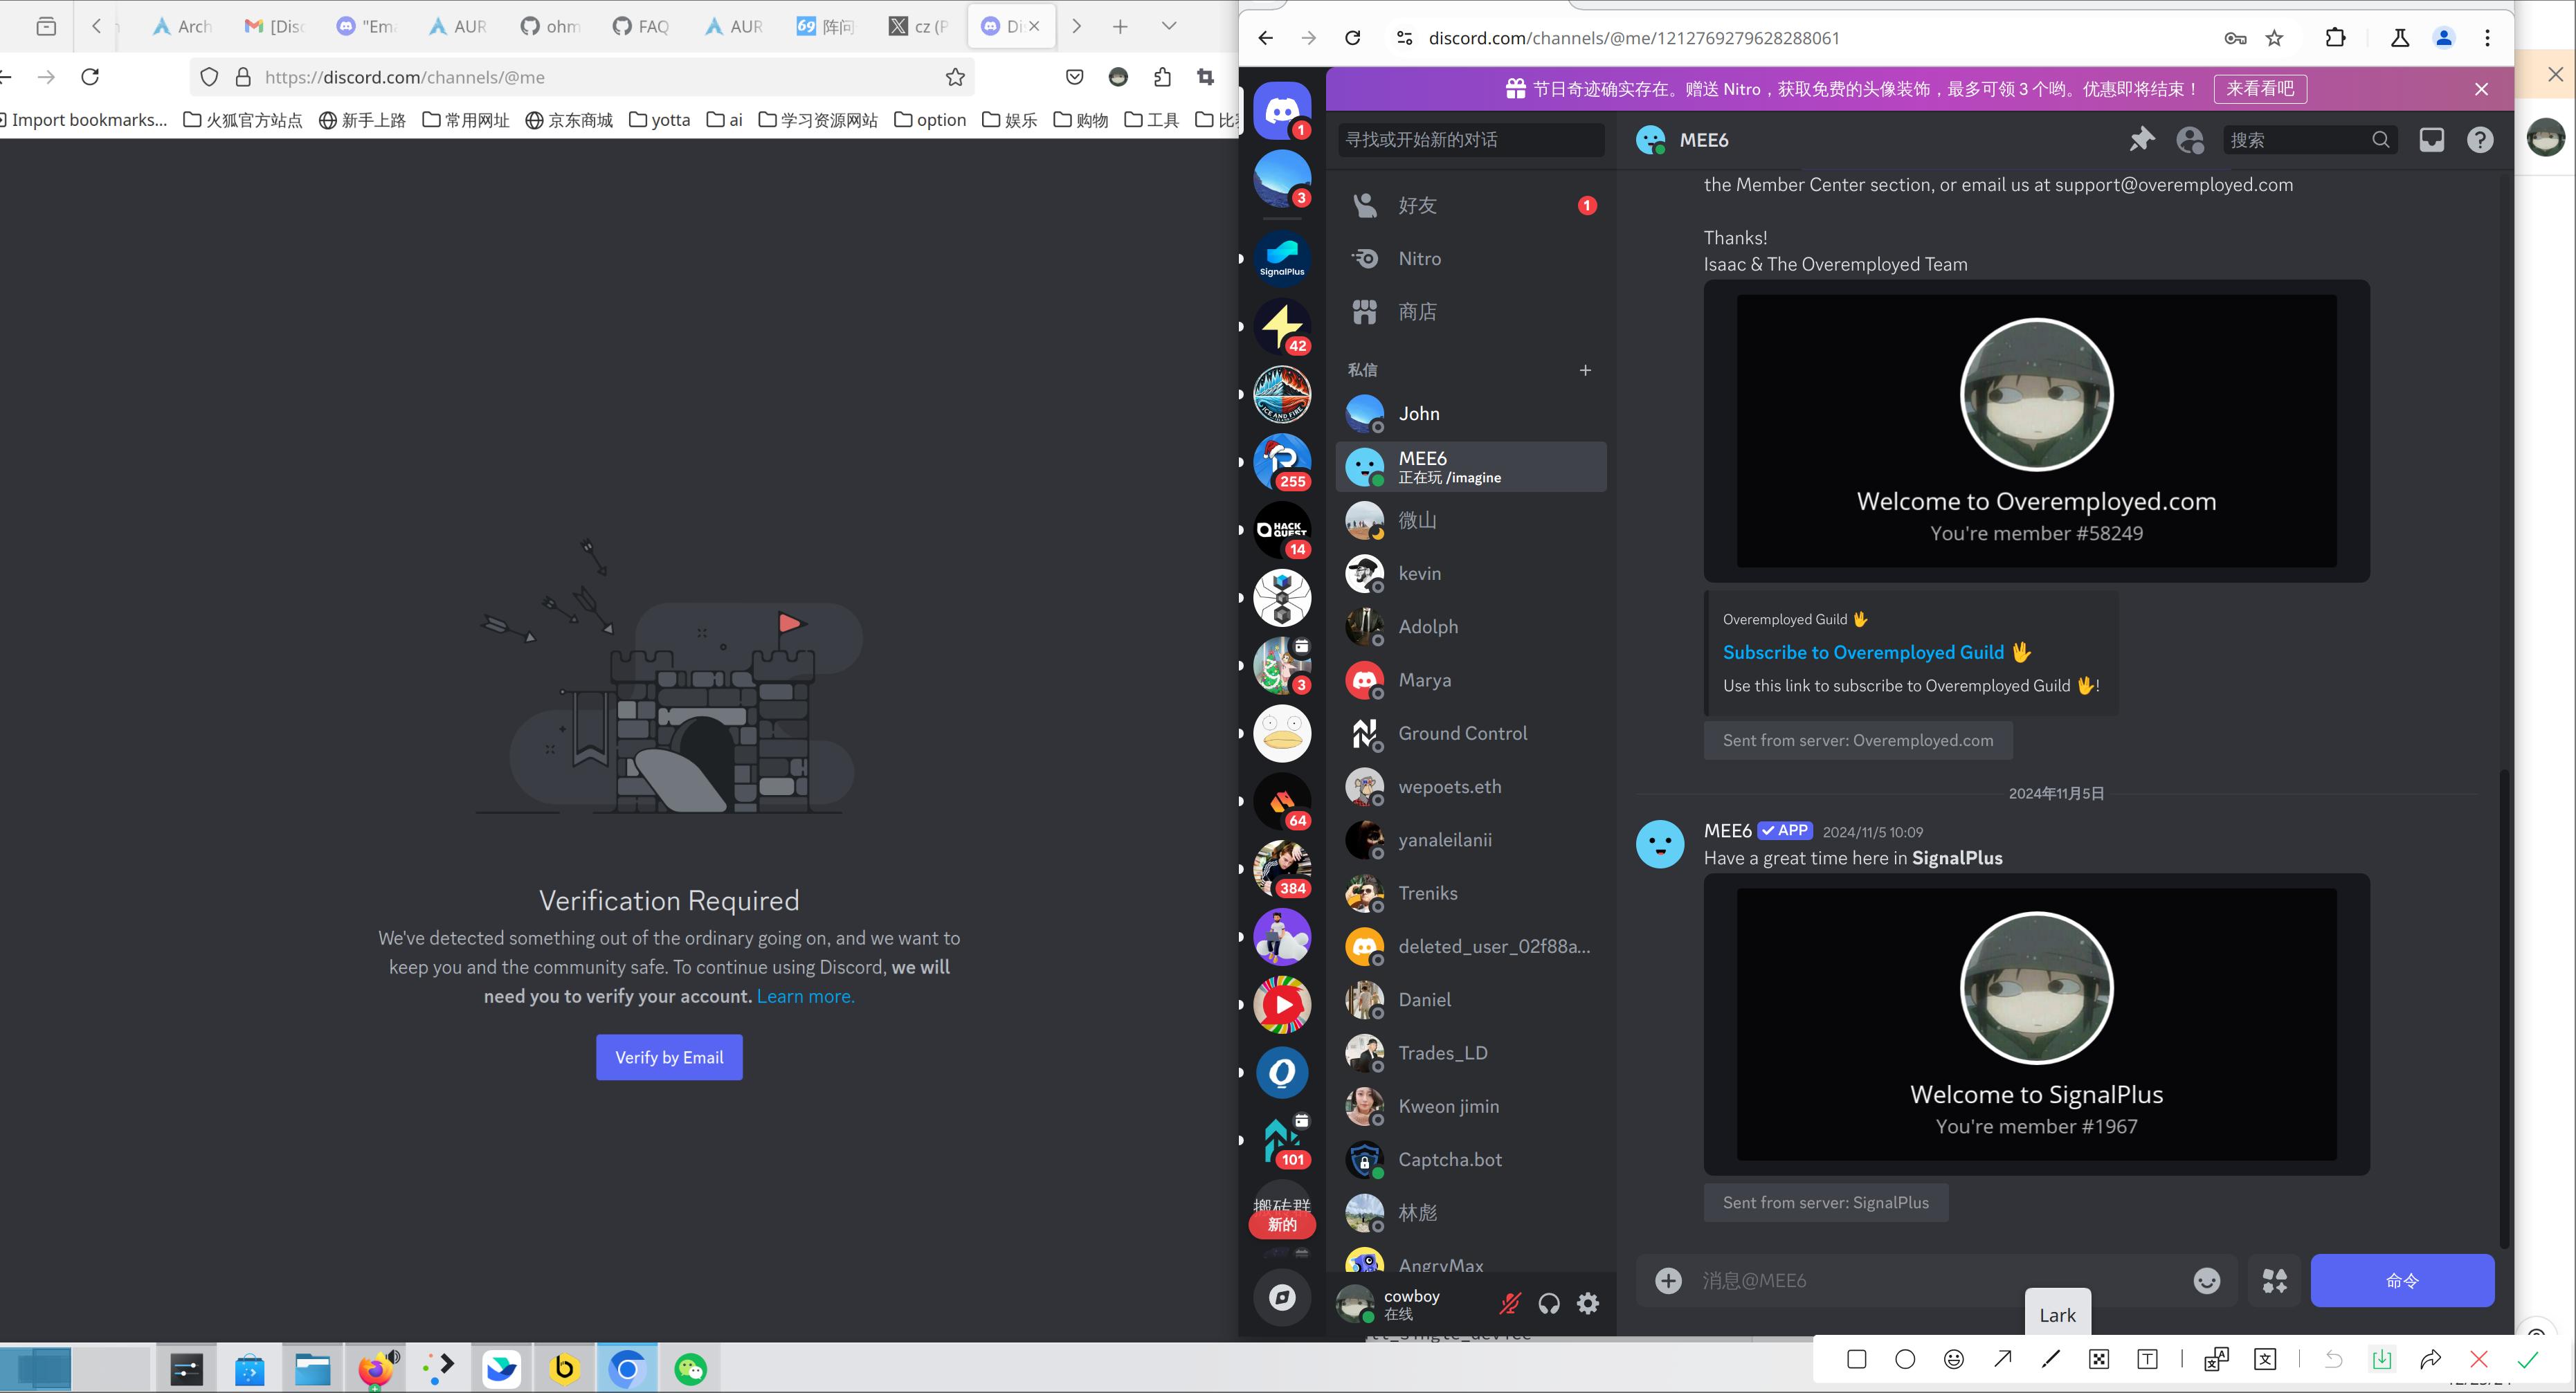 Arch
[Disc
"Ema
AUR
ohm
FAQ
AUR
69 阵问
cz (P
Di
https://discord.com/channels/@me
Import bookmarks...
火狐官方站点
新手上路
常用网址
京东商城
yotta
ai
学习资源网站
option
娱乐
购物
工具
Verification Required
We've detected something out of the ordinary going on, and we want to
keep you and the community safe. To continue using Discord, we will
need you to verify your account. Learn more.
Verify by Email
discord.com/channels/@me/1212769279628288061
节日奇迹确实存在。赠送 Nitro，获取免费的头像装饰，最多可领 3 个哟。优惠即将结束！
来看看吧
1
3
SignalPlus
42
ICE AND FIRE
255
HACK QUEST
14
3
64
384
101
搬砖群
新的
寻找或开始新的对话
好友 1
Nitro
商店
私信
John
MEE6
正在玩 /imagine
微山
kevin
Adolph
Marya
Ground Control
wepoets.eth
yanaleilanii
Treniks
deleted_user_02f88a...
Daniel
Trades_LD
Kweon jimin
Captcha.bot
林彪
AngryMax
cowboy
在线
MEE6
搜索
the Member Center section, or email us at support@overemployed.com
Thanks!
Isaac & The Overemployed Team
Welcome to Overemployed.com
You're member #58249
Overemployed Guild 🖖
Subscribe to Overemployed Guild 🖖
Use this link to subscribe to Overemployed Guild 🖖!
Sent from server: Overemployed.com
2024年11月5日
MEE6 APP 2024/11/5 10:09
Have a great time here in SignalPlus
Welcome to SignalPlus
You're member #1967
Sent from server: SignalPlus
消息@MEE6
命令
Lark